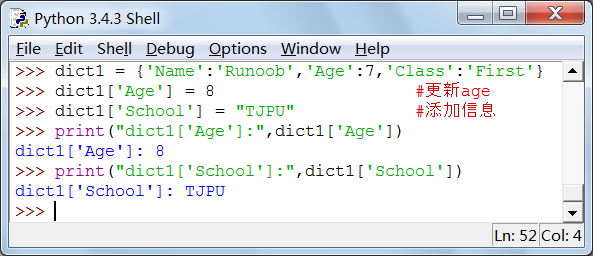 Python 3.4.3 Shell
File Edit Shell Debug Options Window Help
>>> dict1 = {'Name':'Runoob','Age':7,'Class':'First'}
>>> dict1['Age'] = 8 #更新age
>>> dict1['School'] = "TJPU" #添加信息
>>> print("dict1['Age']:",dict1['Age'])
dict1['Age']: 8
>>> print("dict1['School']:",dict1['School'])
dict1['School']: TJPU
>>>
Ln: 52 Col: 4